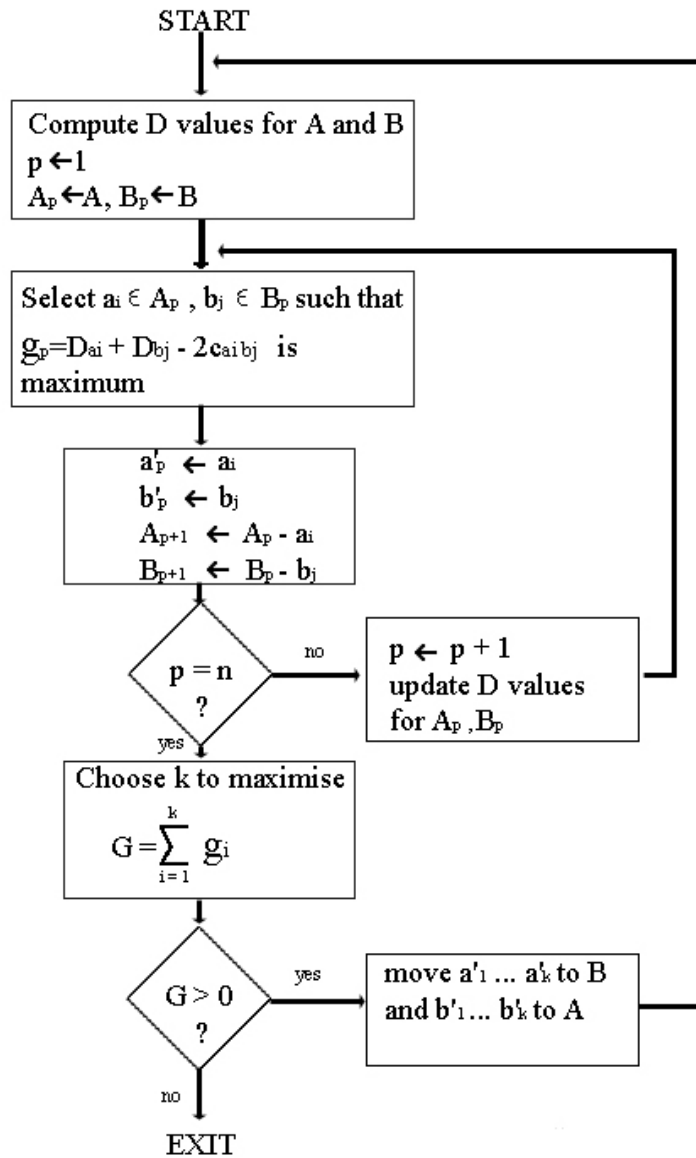 START
Compute D values for A and B
p ←1
Ap ←A, Bp ← B
Select ai ∈ Ap , bj ∈ Bp such that
gp=Dai + Dbj - 2caibj is
maximum
a'p ← ai
b'p ← bj
Ap+1 ← Ap - ai
Bp+1 ← Bp - bj
p = n
?
no
p ← p + 1
update D values
for Ap ,Bp
yes
Choose k to maximise
k
G = ∑ gi
i = 1
G > 0
?
yes
move a'1 ... a'k to B
and b'1 ... b'k to A
no
EXIT